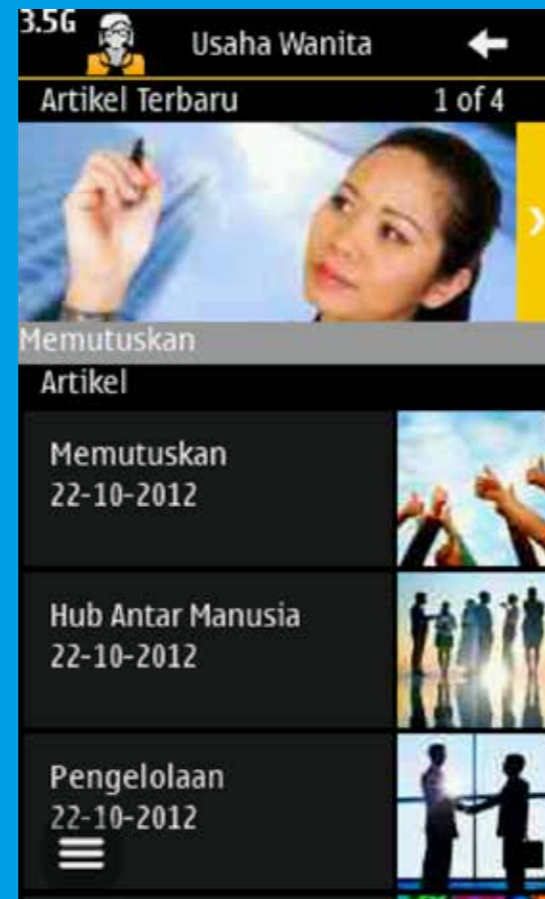 3.5G
Usaha Wanita
Artikel Terbaru 1 of 4
Memutuskan
Artikel
Memutuskan
22-10-2012
Hub Antar Manusia
22-10-2012
Pengelolaan
22-10-2012